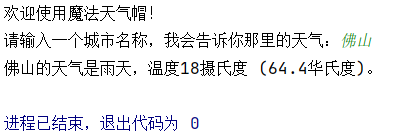 欢迎使用魔法天气帽!
请输入一个城市名称，我会告诉你那里的天气：佛山
佛山的天气是雨天，温度18摄氏度 (64.4华氏度)。
进程已结束，退出代码为 0